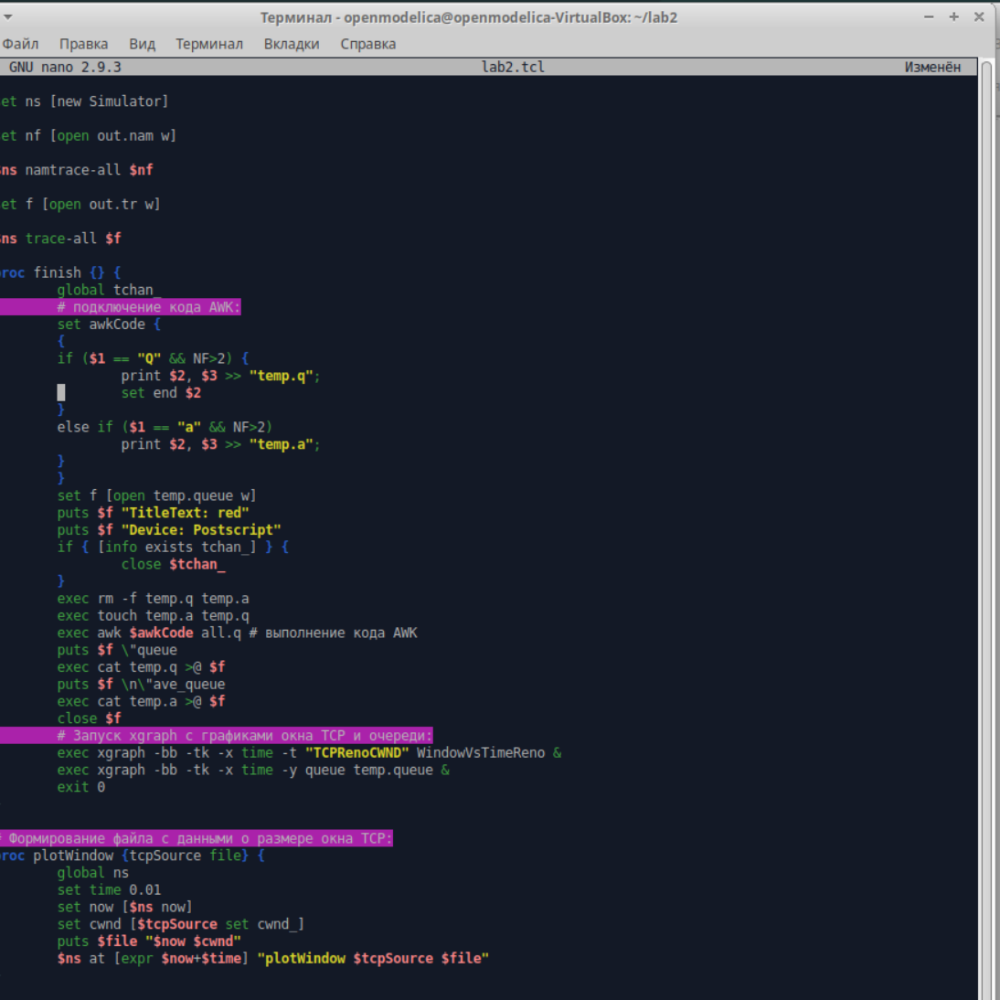 Терминал - openmodelica@openmodelica-VirtualBox: ~/lab2
Файл Правка Вид Терминал Вкладки Справка
GNU nano 2.9.3 lab2.tcl Изменён
et ns [new Simulator]
et nf [open out.nam w]
ns namtrace-all $nf
et f [open out.tr w]
ns trace-all $f
roc finish {} {
global tchan_
# подключение кода AWK:
set awkCode {
{
if ($1 == "Q" && NF>2) {
print $2, $3 >> "temp.q";
set end $2
}
else if ($1 == "a" && NF>2)
print $2, $3 >> "temp.a";
}
}
set f [open temp.queue w]
puts $f "TitleText: red"
puts $f "Device: Postscript"
if { [info exists tchan_] } {
close $tchan_
}
exec rm -f temp.q temp.a
exec touch temp.a temp.q
exec awk $awkCode all.q # выполнение кода AWK
puts $f \"queue
exec cat temp.q >@ $f
puts $f \n\"ave_queue
exec cat temp.a >@ $f
close $f
# Запуск xgraph с графиками окна TCP и очереди:
exec xgraph -bb -tk -x time -t "TCPRenoCWND" WindowVsTimeReno &
exec xgraph -bb -tk -x time -y queue temp.queue &
exit 0
# Формирование файла с данными о размере окна TCP:
roc plotWindow {tcpSource file} {
global ns
set time 0.01
set now [$ns now]
set cwnd [$tcpSource set cwnd_]
puts $file "$now $cwnd"
$ns at [expr $now+$time] "plotWindow $tcpSource $file"